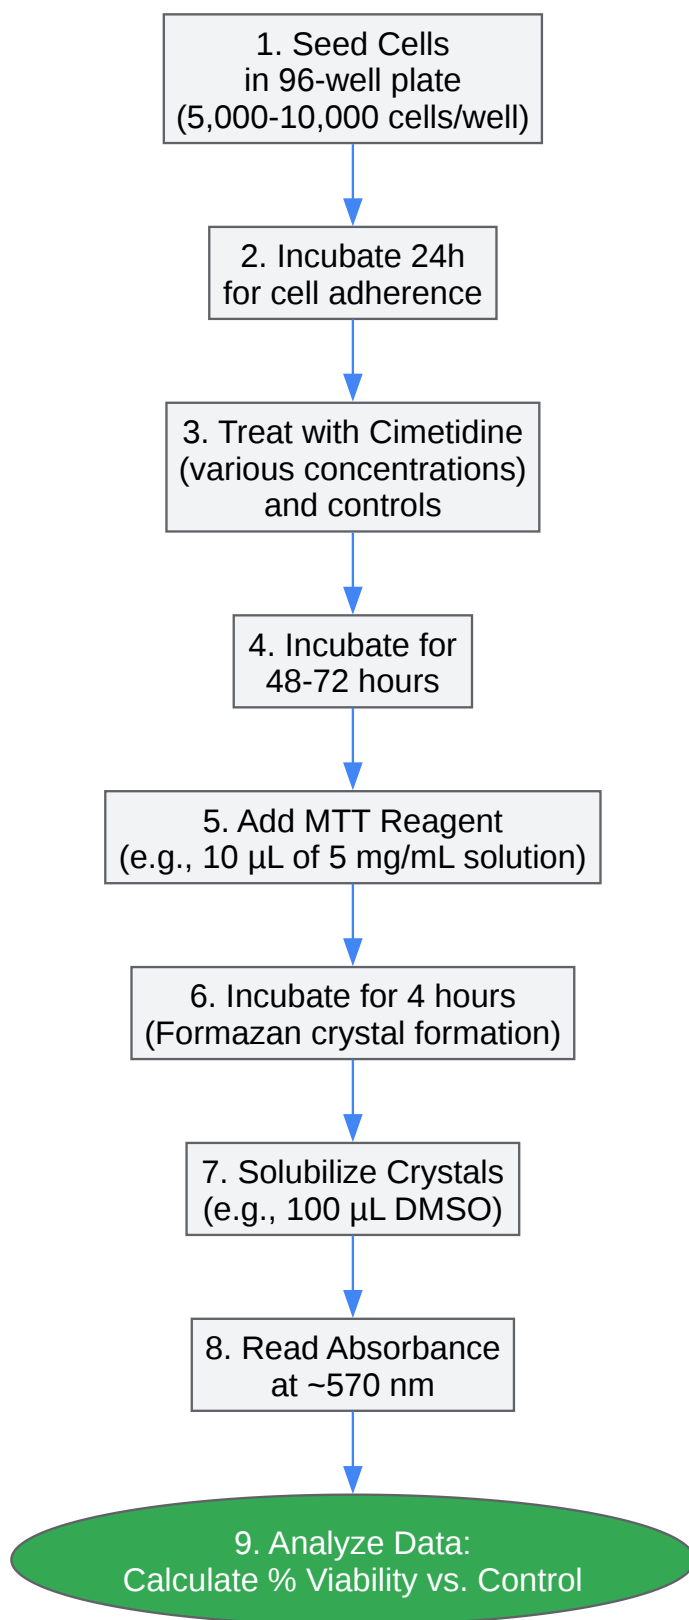 1. Seed Cells
in 96-well plate
(5,000-10,000 cells/well)
2. Incubate 24h
for cell adherence
3. Treat with Cimetidine
(various concentrations)
and controls
4. Incubate for
48-72 hours
5. Add MTT Reagent
(e.g., 10 µL of 5 mg/mL solution)
6. Incubate for 4 hours
(Formazan crystal formation)
7. Solubilize Crystals
(e.g., 100 µL DMSO)
8. Read Absorbance
at ~570 nm
9. Analyze Data:
Calculate % Viability vs. Control